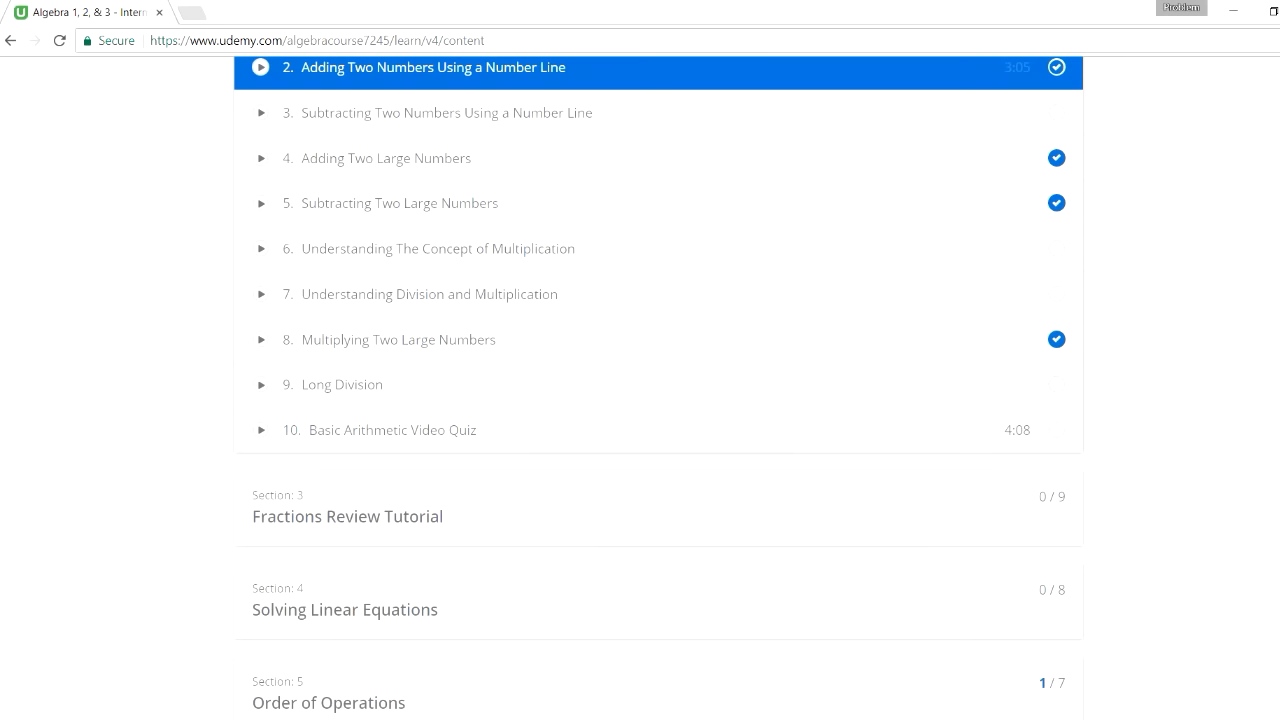 Algebra 1, 2, & 3 - Intern
Problem
Secure https://www.udemy.com/algebracourse7245/learn/v4/content
2. Adding Two Numbers Using a Number Line 3:05
3. Subtracting Two Numbers Using a Number Line
4. Adding Two Large Numbers
5. Subtracting Two Large Numbers
6. Understanding The Concept of Multiplication
7. Understanding Division and Multiplication
8. Multiplying Two Large Numbers
9. Long Division
10. Basic Arithmetic Video Quiz 4:08
Section: 3 0 / 9
Fractions Review Tutorial
Section: 4 0 / 8
Solving Linear Equations
Section: 5 1 / 7
Order of Operations